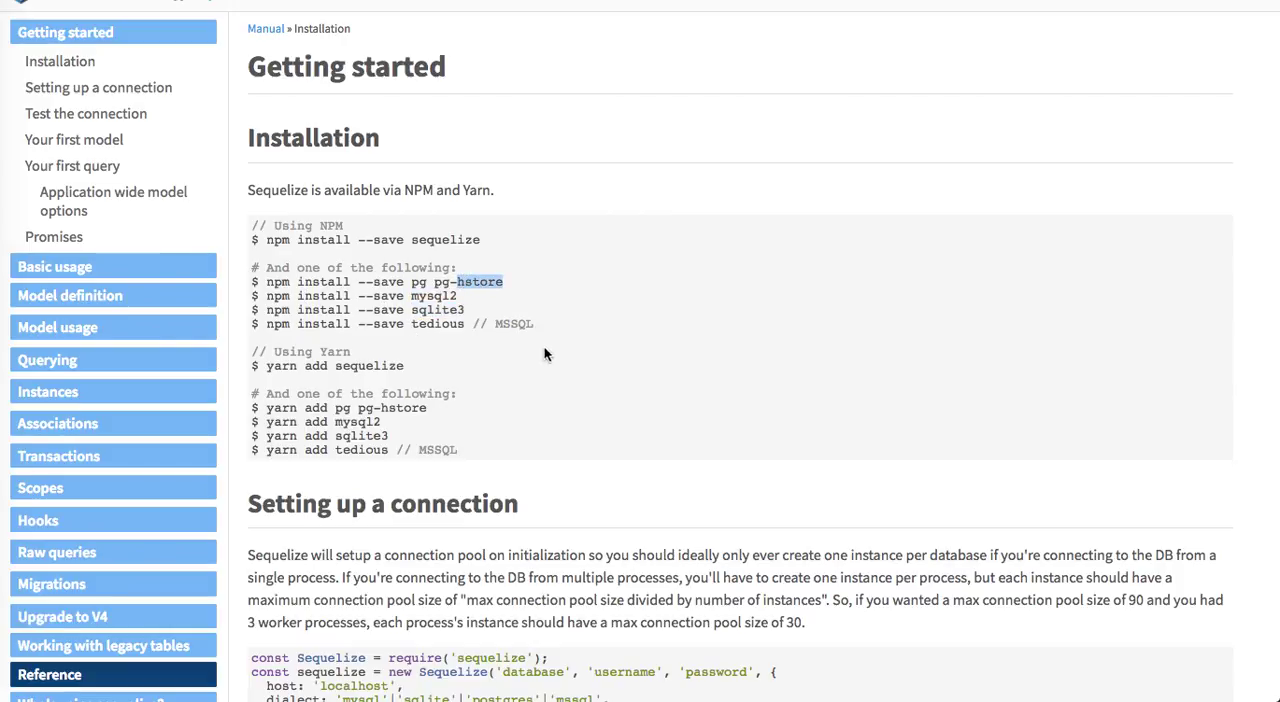 Getting started
Installation
Setting up a connection
Test the connection
Your first model
Your first query
Application wide model
options
Promises
Basic usage
Model definition
Model usage
Querying
Instances
Associations
Transactions
Scopes
Hooks
Raw queries
Migrations
Upgrade to V4
Working with legacy tables
Reference
Manual » Installation
Getting started
Installation
Sequelize is available via NPM and Yarn.
// Using NPM
$ npm install --save sequelize
# And one of the following:
$ npm install --save pg pg-hstore
$ npm install --save mysql2
$ npm install --save sqlite3
$ npm install --save tedious // MSSQL
// Using Yarn
$ yarn add sequelize
# And one of the following:
$ yarn add pg pg-hstore
$ yarn add mysql2
$ yarn add sqlite3
$ yarn add tedious // MSSQL
Setting up a connection
Sequelize will setup a connection pool on initialization so you should ideally only ever create one instance per database if you're connecting to the DB from a
single process. If you're connecting to the DB from multiple processes, you'll have to create one instance per process, but each instance should have a
maximum connection pool size of "max connection pool size divided by number of instances". So, if you wanted a max connection pool size of 90 and you had
3 worker processes, each process's instance should have a max connection pool size of 30.
const Sequelize = require('sequelize');
const sequelize = new Sequelize('database', 'username', 'password', {
host: 'localhost',
dialect: 'mysql'|'sqlite'|'postgres'|'mssql',